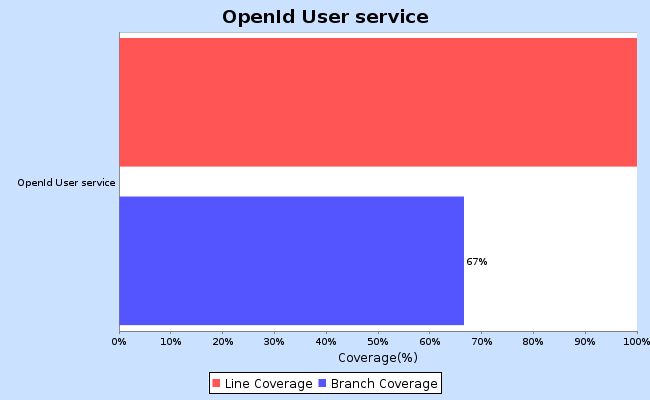 OpenId User service
OpenId User service
67%
0% 10% 20% 30% 40% 50% 60% 70% 80% 90% 100%
Coverage(%)
Line Coverage Branch Coverage